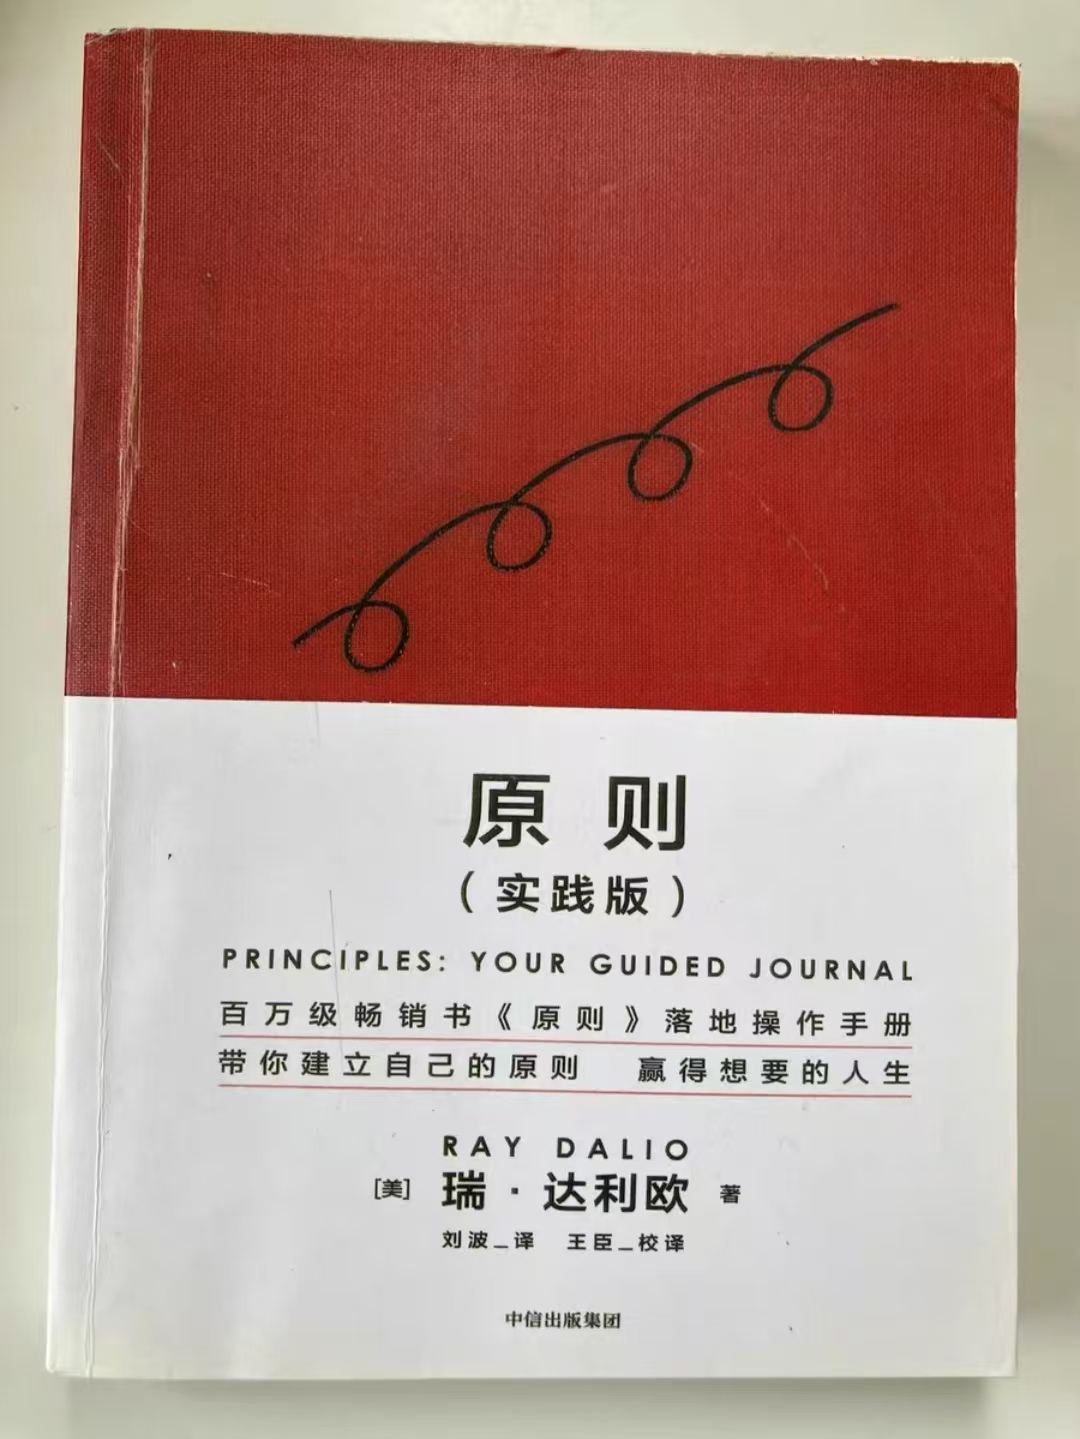 原则
（实践版）
PRINCIPLES: YOUR GUIDED JOURNAL
百万级畅销书《原则》落地操作手册
带你建立自己的原则 赢得想要的人生
RAY DALIO
[美] 瑞·达利欧 著
刘波_译 王臣_校译
中信出版集团